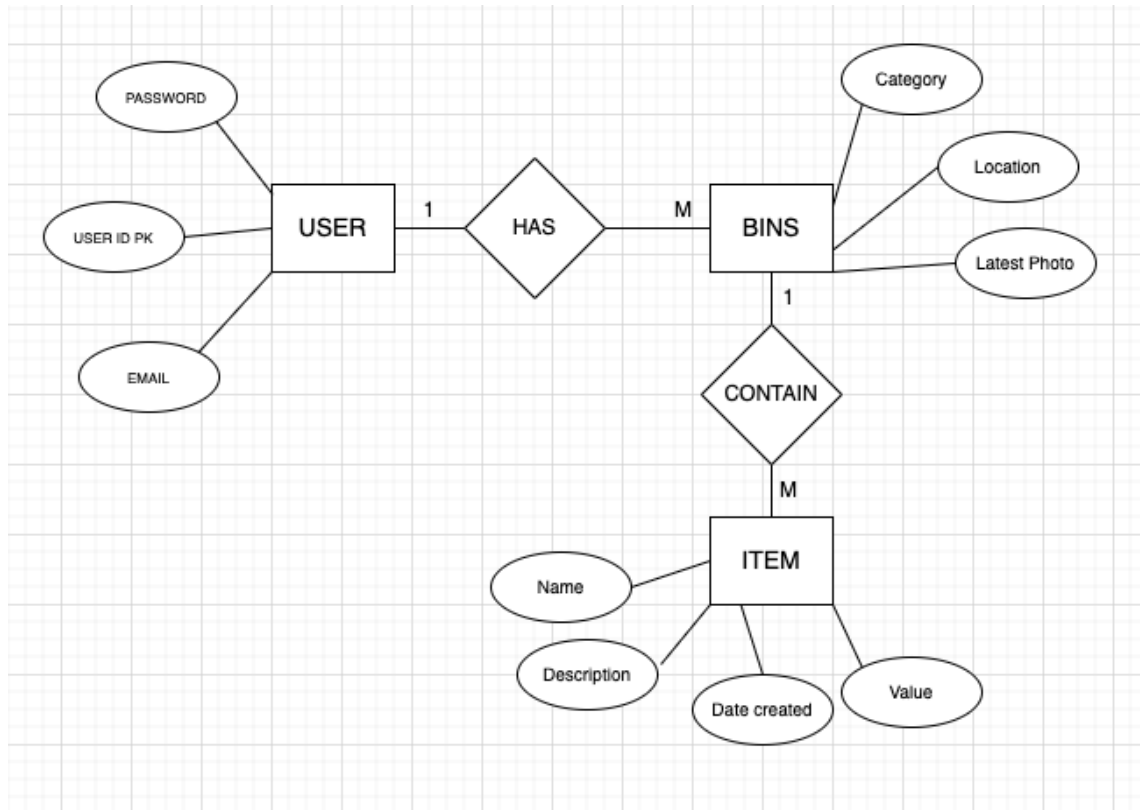 Category
PASSWORD
Location
USER
1
HAS
M
BINS
USER ID PK
Latest Photo
1
EMAIL
CONTAIN
M
ITEM
Name
Description
Value
Date created